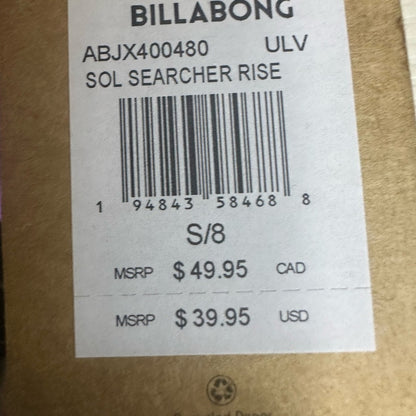 BILLABONG
ABJX400480 ULV
SOL SEARCHER RISE
1 94843 58468 8
S/8
MSRP $49.95 CAD
MSRP $39.95 USD